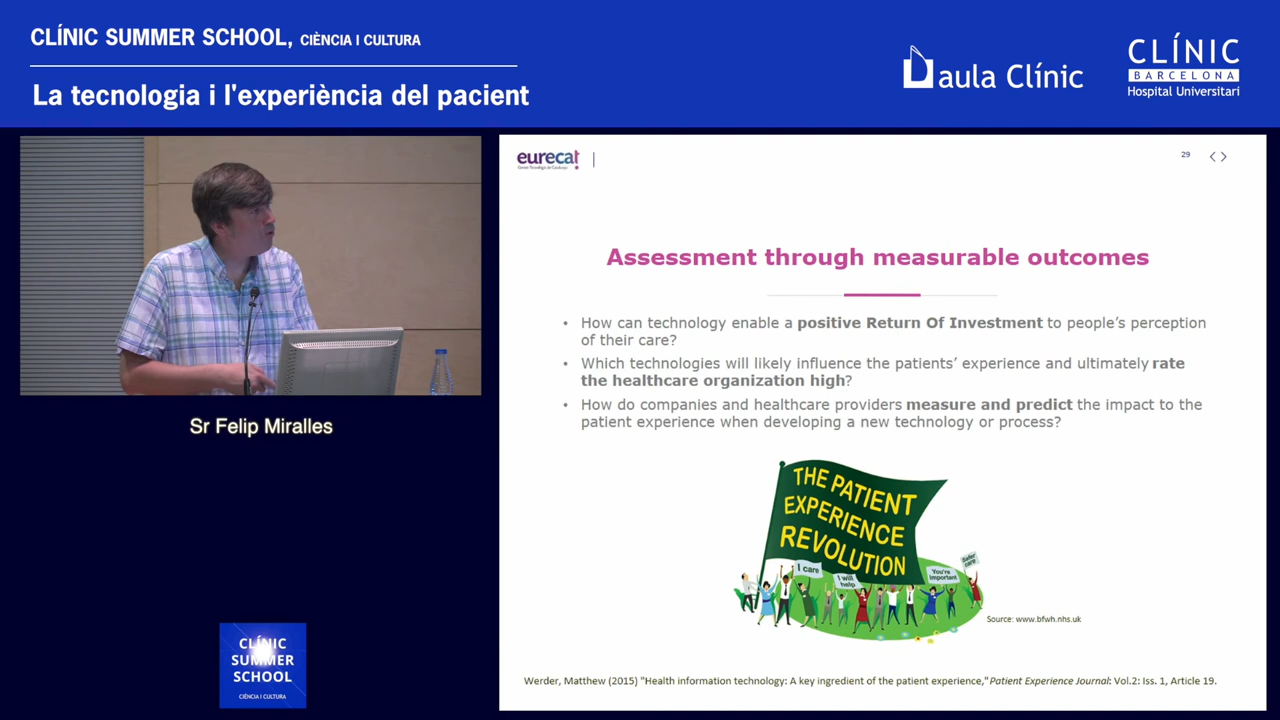 CLÍNIC SUMMER SCHOOL, CIÈNCIA I CULTURA
La tecnologia i l'experiència del pacient
aula Clínic
CLÍNIC
BARCELONA
Hospital Universitari
eurecat
Centre Tecnològic de Catalunya
29
Assessment through measurable outcomes
• How can technology enable a positive Return Of Investment to people's perception
of their care?
• Which technologies will likely influence the patients' experience and ultimately rate
the healthcare organization high?
• How do companies and healthcare providers measure and predict the impact to the
patient experience when developing a new technology or process?
THE PATIENT
EXPERIENCE
REVOLUTION
I care
I will
help
You're
important
Safer
care
Source: www.bfwh.nhs.uk
Werder, Matthew (2015) "Health information technology: A key ingredient of the patient experience," Patient Experience Journal: Vol.2: Iss. 1, Article 19.
Sr Felip Miralles
CLÍNIC
SUMMER
SCHOOL
CIÈNCIA I CULTURA